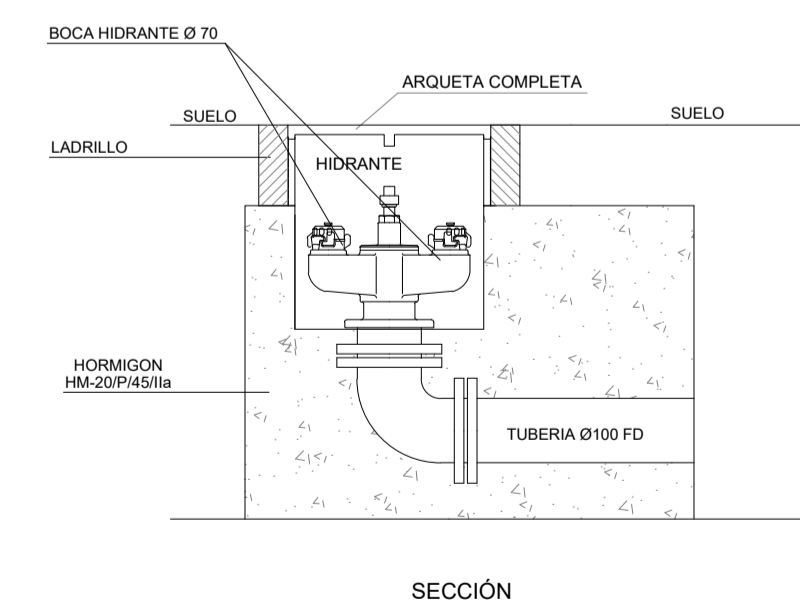 BOCA HIDRANTE Ø 70
ARQUETA COMPLETA
SUELO
SUELO
LADRILLO
HIDRANTE
HORMIGON
HM-20/P/45/IIa
TUBERIA Ø100 FD
SECCIÓN